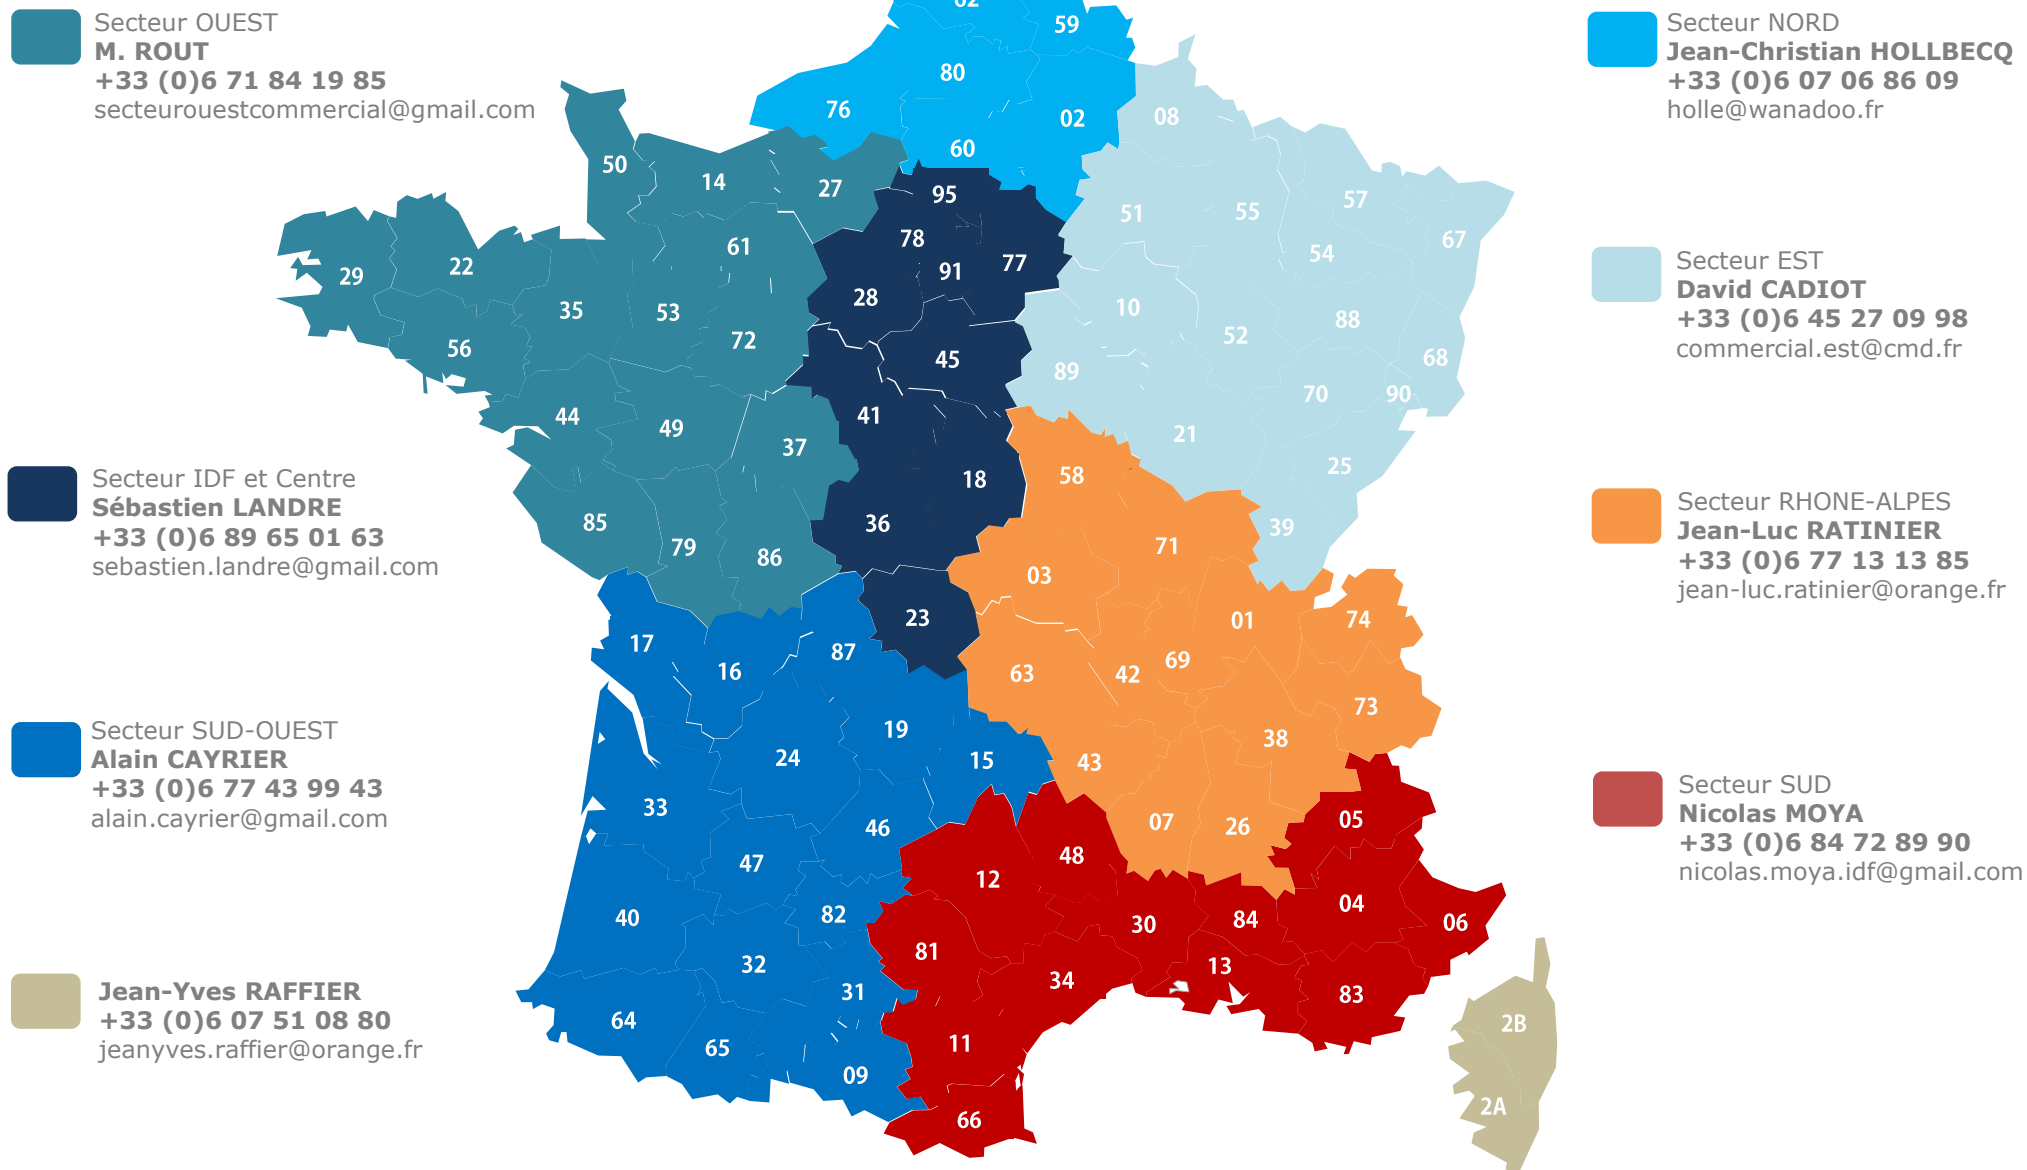 Secteur OUEST
M. ROUT
+33 (0)6 71 84 19 85
secteurouestcommercial@gmail.com
Secteur IDF et Centre
Sébastien LANDRE
+33 (0)6 89 65 01 63
sebastien.landre@gmail.com
Secteur SUD-OUEST
Alain CAYRIER
+33 (0)6 77 43 99 43
alain.cayrier@gmail.com
Jean-Yves RAFFIER
+33 (0)6 07 51 08 80
jeanyves.raffier@orange.fr
62
59
80
76
02
60
08
50
14
27
95
51
55
57
67
78
61
91
77
54
29
22
28
10
35
53
72
52
88
56
45
89
68
70
90
41
44
49
37
21
25
18
58
85
36
39
79
86
71
03
23
01
74
17
87
16
63
42
69
73
19
24
15
43
38
33
46
07
26
05
47
48
12
40
82
30
84
04
06
32
81
31
34
13
83
64
65
11
09
66
2B
2A
Secteur NORD
Jean-Christian HOLLBECQ
+33 (0)6 07 06 86 09
holle@wanadoo.fr
Secteur EST
David CADIOT
+33 (0)6 45 27 09 98
commercial.est@cmd.fr
Secteur RHONE-ALPES
Jean-Luc RATINIER
+33 (0)6 77 13 13 85
jean-luc.ratinier@orange.fr
Secteur SUD
Nicolas MOYA
+33 (0)6 84 72 89 90
nicolas.moya.idf@gmail.com